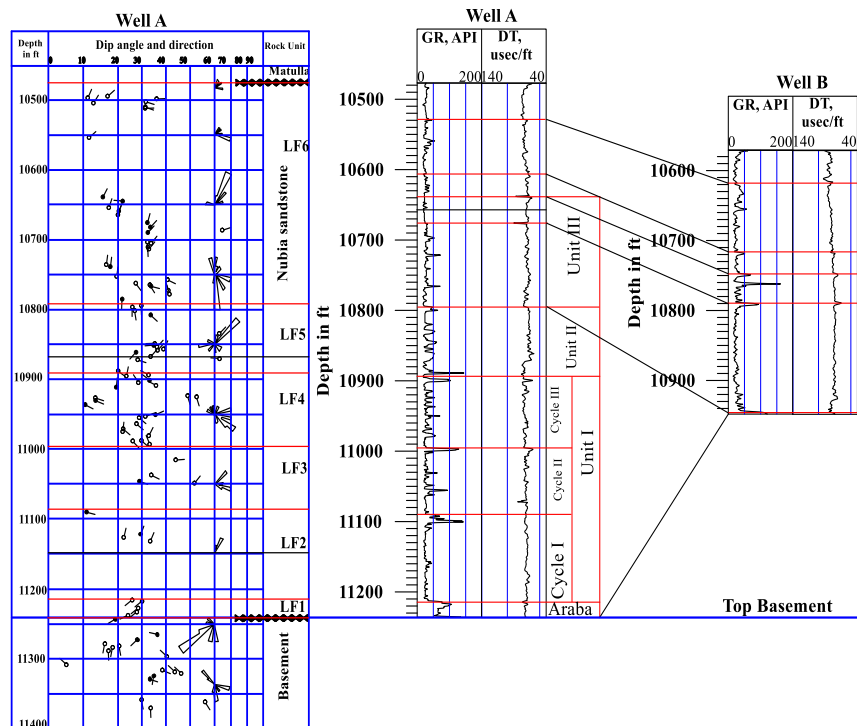 Well A
Depth in ft
Dip angle and direction
Rock Unit
0 10 20 30 40 50 60 70 80 90
Matulla
10500
10600
10700
10800
10900
11000
11100
11200
11300
11400
LF6
Nubia sandstone
LF5
LF4
LF3
LF2
LF1
Basement
Well A
GR, API
DT, usec/ft
0 200
140 40
Depth in ft
10500
10600
10700
10800
10900
11000
11100
11200
Unit III
Unit II
Unit I
Cycle III
Cycle II
Cycle I
Araba
Well B
GR, API
DT, usec/ft
0 200
140 40
Depth in ft
10600
10700
10800
10900
Top Basement